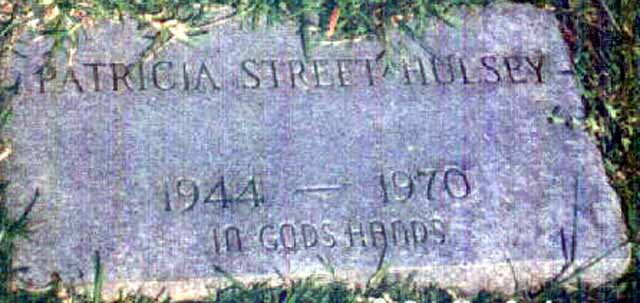 PATRICIA STREET HULSEY
1944 — 1970
IN GODS HANDS